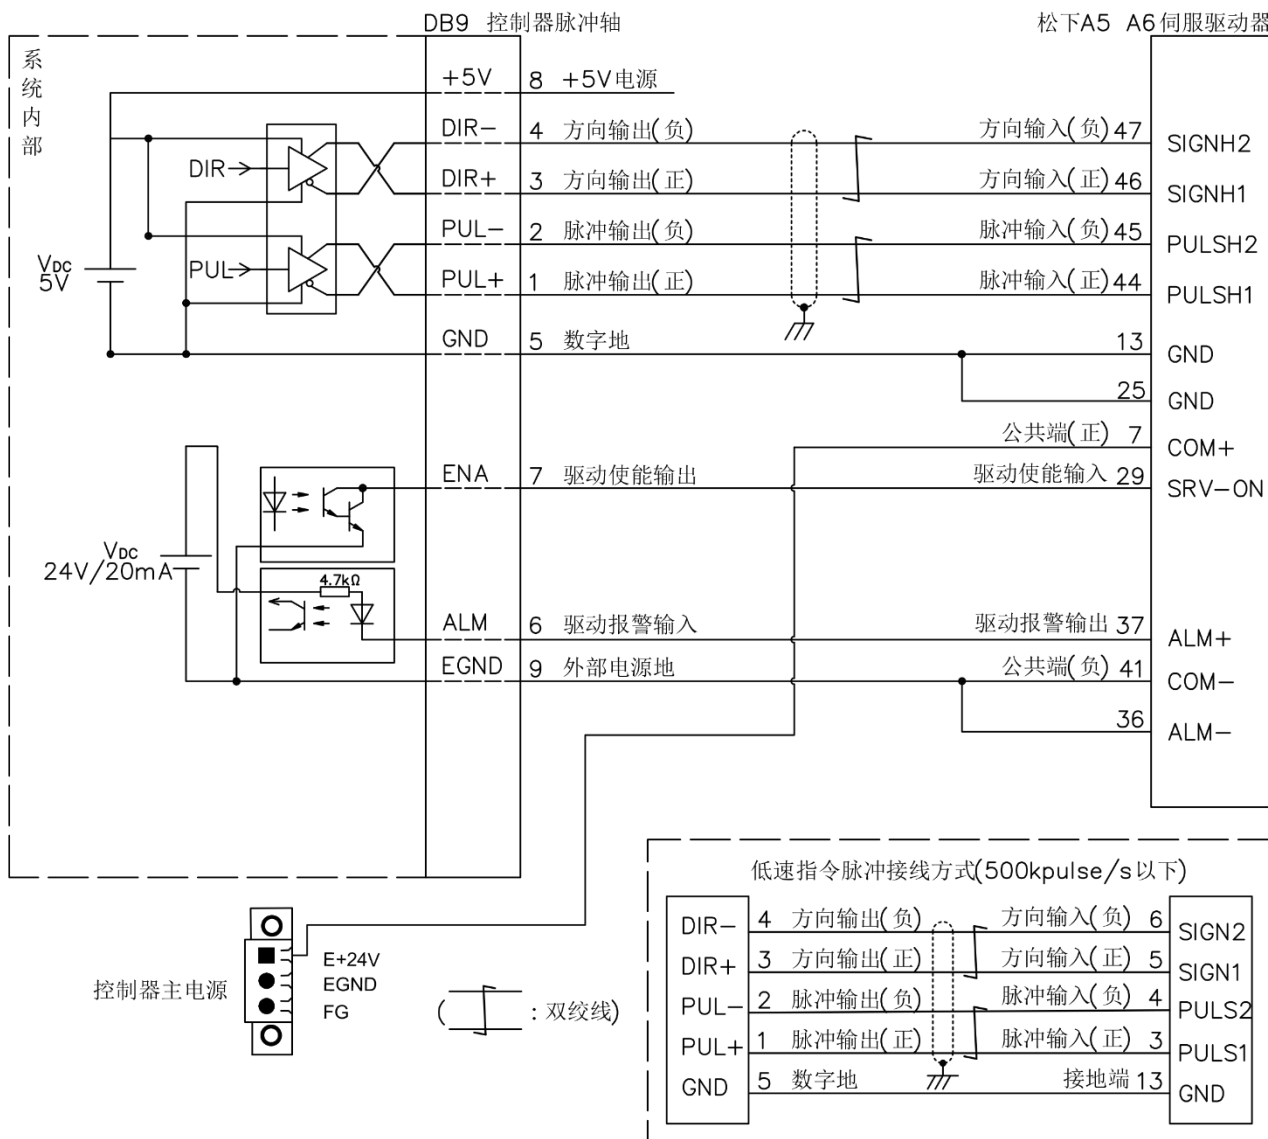 DB9 控制器脉冲轴
松下A5 A6伺服驱动器
系统内部
+5V 8 +5V电源
DIR- 4 方向输出(负) 方向输入(负) 47 SIGNH2
DIR
DIR+ 3 方向输出(正) 方向输入(正) 46 SIGNH1
PUL- 2 脉冲输出(负) 脉冲输入(负) 45 PULSH2
PUL
PUL+ 1 脉冲输出(正) 脉冲输入(正) 44 PULSH1
VDC
5V
GND 5 数字地 13 GND
25 GND
公共端(正) 7 COM+
ENA 7 驱动使能输出 驱动使能输入 29 SRV-ON
VDC
24V/20mA
4.7kΩ
ALM 6 驱动报警输入 驱动报警输出 37 ALM+
EGND 9 外部电源地 公共端(负) 41 COM-
36 ALM-
控制器主电源
E+24V
EGND
FG
( :双绞线)
低速指令脉冲接线方式(500kpulse/s以下)
DIR- 4 方向输出(负) 方向输入(负) 6 SIGN2
DIR+ 3 方向输出(正) 方向输入(正) 5 SIGN1
PUL- 2 脉冲输出(负) 脉冲输入(负) 4 PULS2
PUL+ 1 脉冲输出(正) 脉冲输入(正) 3 PULS1
GND 5 数字地 接地端 13 GND